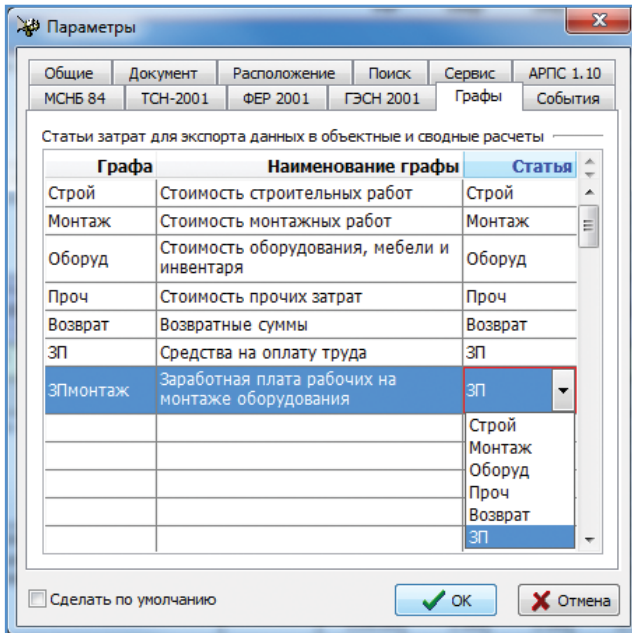 Параметры
Общие Документ Расположение Поиск Сервис АРПС 1.10
МСНБ 84 ТСН-2001 ФЕР 2001 ГЭСН 2001 Графы События
Статьи затрат для экспорта данных в объектные и сводные расчеты
Графа Наименование графы Статья
Строй Стоимость строительных работ Строй
Монтаж Стоимость монтажных работ Монтаж
Оборуд Стоимость оборудования, мебели и инвентаря Оборуд
Проч Стоимость прочих затрат Проч
Возврат Возвратные суммы Возврат
ЗП Средства на оплату труда ЗП
ЗПмонтаж Заработная плата рабочих на монтаже оборудования ЗП
Строй
Монтаж
Оборуд
Проч
Возврат
ЗП
Сделать по умолчанию ОК Отмена